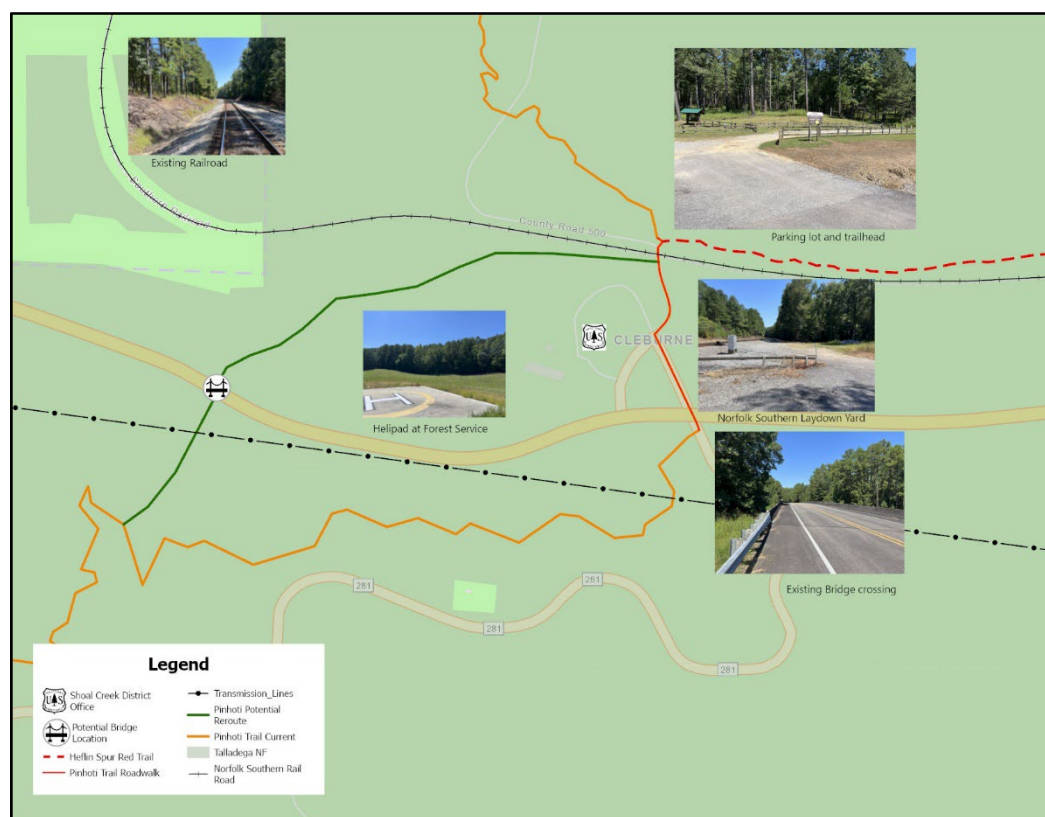 Existing Railroad
Parking lot and trailhead
County Road 500
CLEBURNE
U S
Helipad at Forest Service
H
Norfolk Southern Laydown Yard
Existing Bridge crossing
281
281
281
281
Legend
U S
Shoal Creek District
Office
Potential Bridge
Location
Heflin Spur Red Trail
Pinhoti Trail Roadwalk
Transmission_Lines
Pinhoti Potential
Reroute
Pinhoti Trail Current
Talladega NF
Norfolk Southern Rail
Road